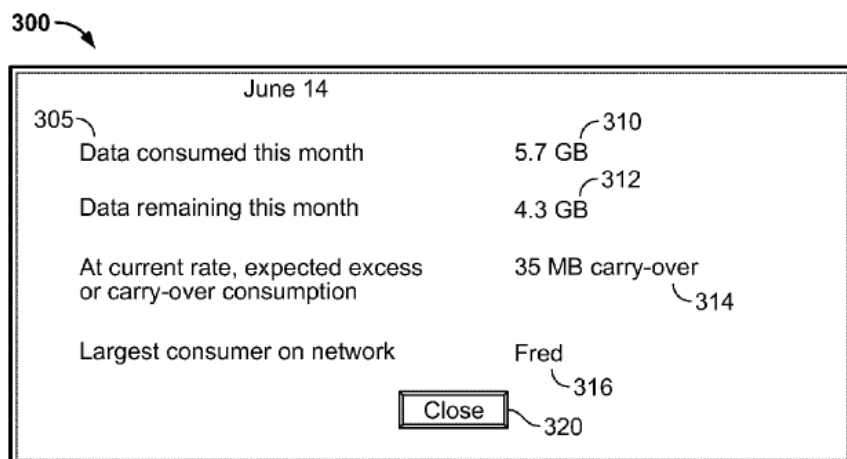 300
June 14
305
310
Data consumed this month 5.7 GB
312
Data remaining this month 4.3 GB
At current rate, expected excess 35 MB carry-over
or carry-over consumption
314
Largest consumer on network Fred
316
Close
320